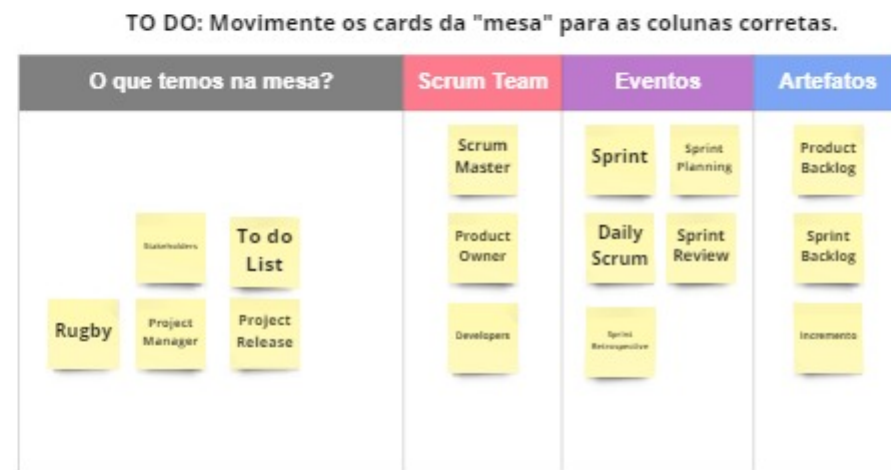 TO DO: Movimente os cards da "mesa" para as colunas corretas.
O que temos na mesa?
Scrum Team
Eventos
Artefatos
Stakeholders
To do
List
Rugby
Project
Manager
Project
Release
Scrum
Master
Product
Owner
Developers
Sprint
Sprint
Planning
Daily
Scrum
Sprint
Review
Sprint
Retrospective
Product
Backlog
Sprint
Backlog
Incremento